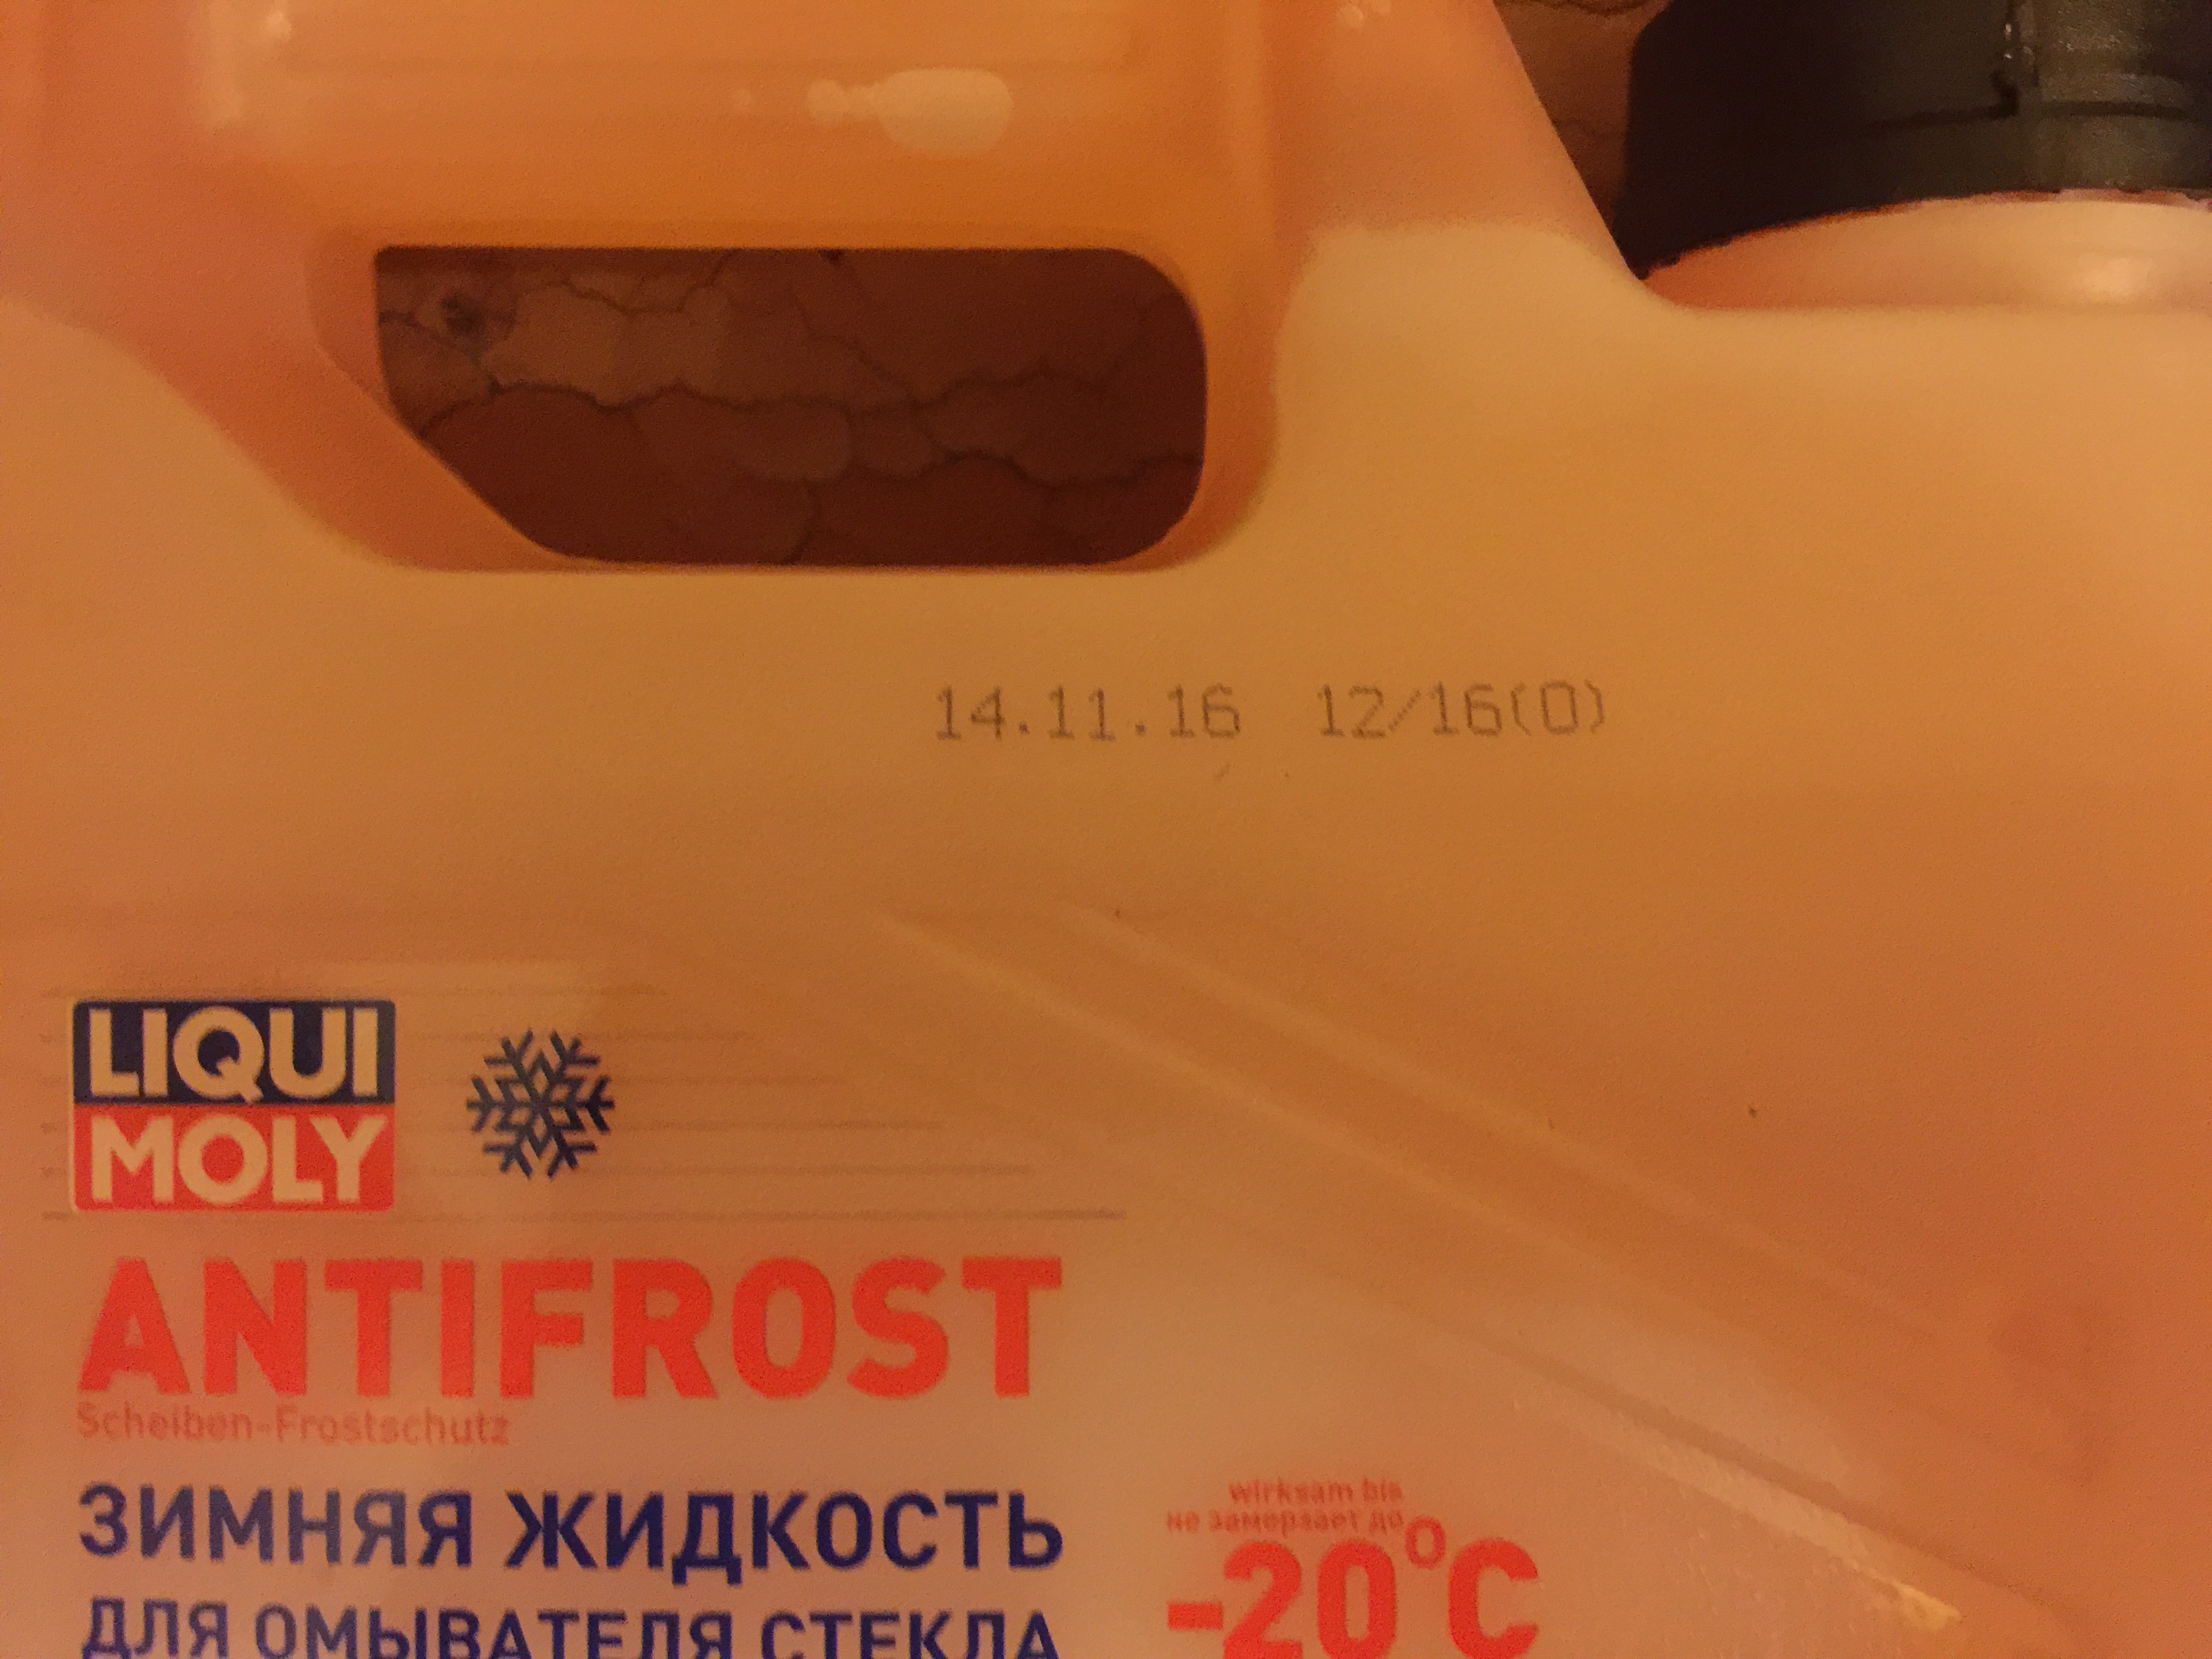 14.11.16 12/16(0)
LIQUI
MOLY
ANTIFROST
Scheiben-Frostschutz
ЗИМНЯЯ ЖИДКОСТЬ
ДЛЯ ОМЫВАТЕЛЯ СТЕКЛА
wirksam bis
не замерзает до
-20°C